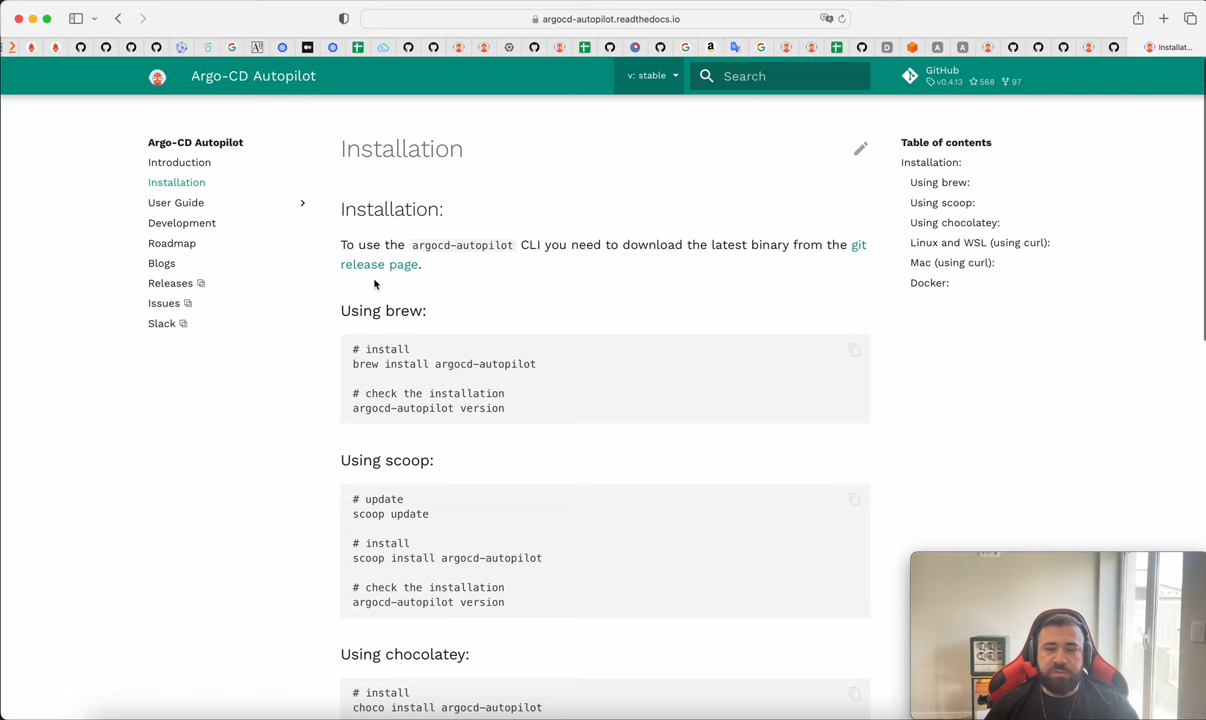 argocd-autopilot.readthedocs.io
Installat...
Argo-CD Autopilot
v: stable
Search
GitHub
v0.4.13 568 97
Argo-CD Autopilot
Introduction
Installation
User Guide
Development
Roadmap
Blogs
Releases
Issues
Slack
Installation
Installation:
To use the argocd-autopilot CLI you need to download the latest binary from the git
release page.
Using brew:
# install
brew install argocd-autopilot
# check the installation
argocd-autopilot version
Using scoop:
# update
scoop update
# install
scoop install argocd-autopilot
# check the installation
argocd-autopilot version
Using chocolatey:
# install
choco install argocd-autopilot
Table of contents
Installation:
Using brew:
Using scoop:
Using chocolatey:
Linux and WSL (using curl):
Mac (using curl):
Docker: